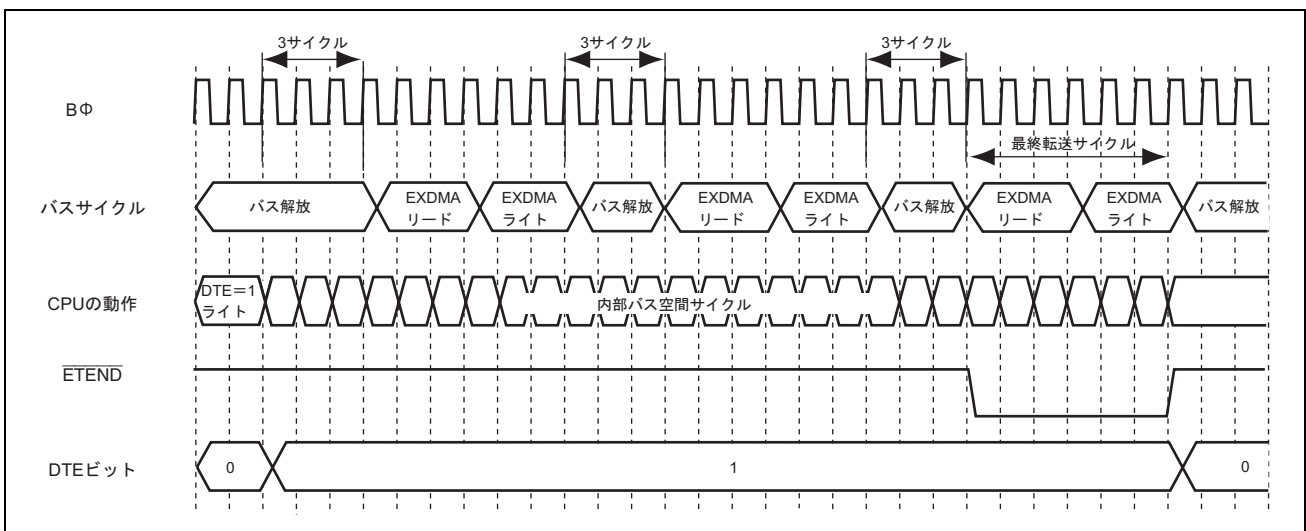 3サイクル 3サイクル 3サイクル
BΦ
最終転送サイクル
バスサイクル バス解放 EXDMA リード EXDMA ライト バス解放 EXDMA リード EXDMA ライト バス解放 EXDMA リード EXDMA ライト バス解放
CPUの動作 DTE=1 ライト 内部バス空間サイクル
ETEND
DTEビット 0 1 0